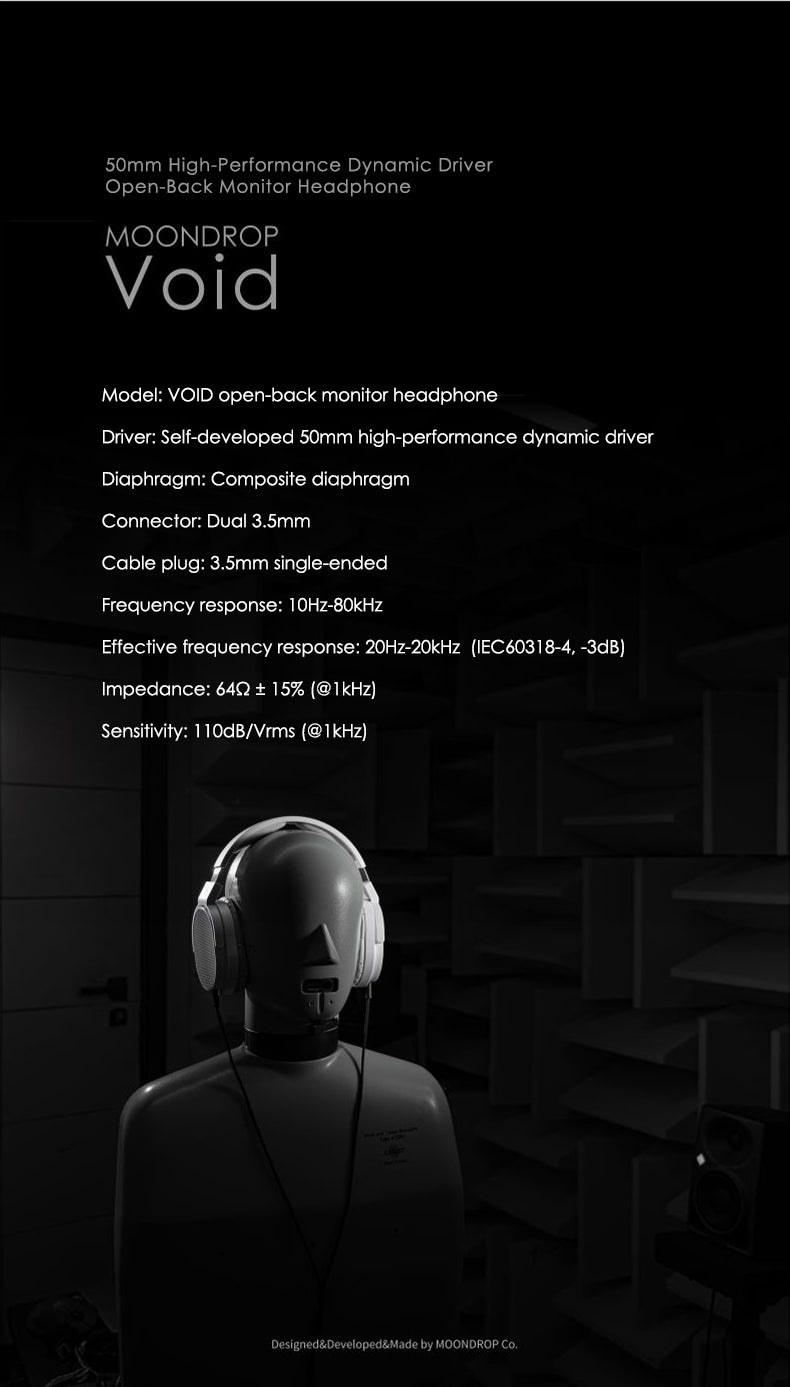 50mm High-Performance Dynamic Driver
Open-Back Monitor Headphone
MOONDROP
Void
Model: VOID open-back monitor headphone
Driver: Self-developed 50mm high-performance dynamic driver
Diaphragm: Composite diaphragm
Connector: Dual 3.5mm
Cable plug: 3.5mm single-ended
Frequency response: 10Hz-80kHz
Effective frequency response: 20Hz-20kHz (IEC60318-4, -3dB)
Impedance: 64Ω ± 15% (@1kHz)
Sensitivity: 110dB/Vrms (@1kHz)
Designed&Developed&Made by MOONDROP Co.